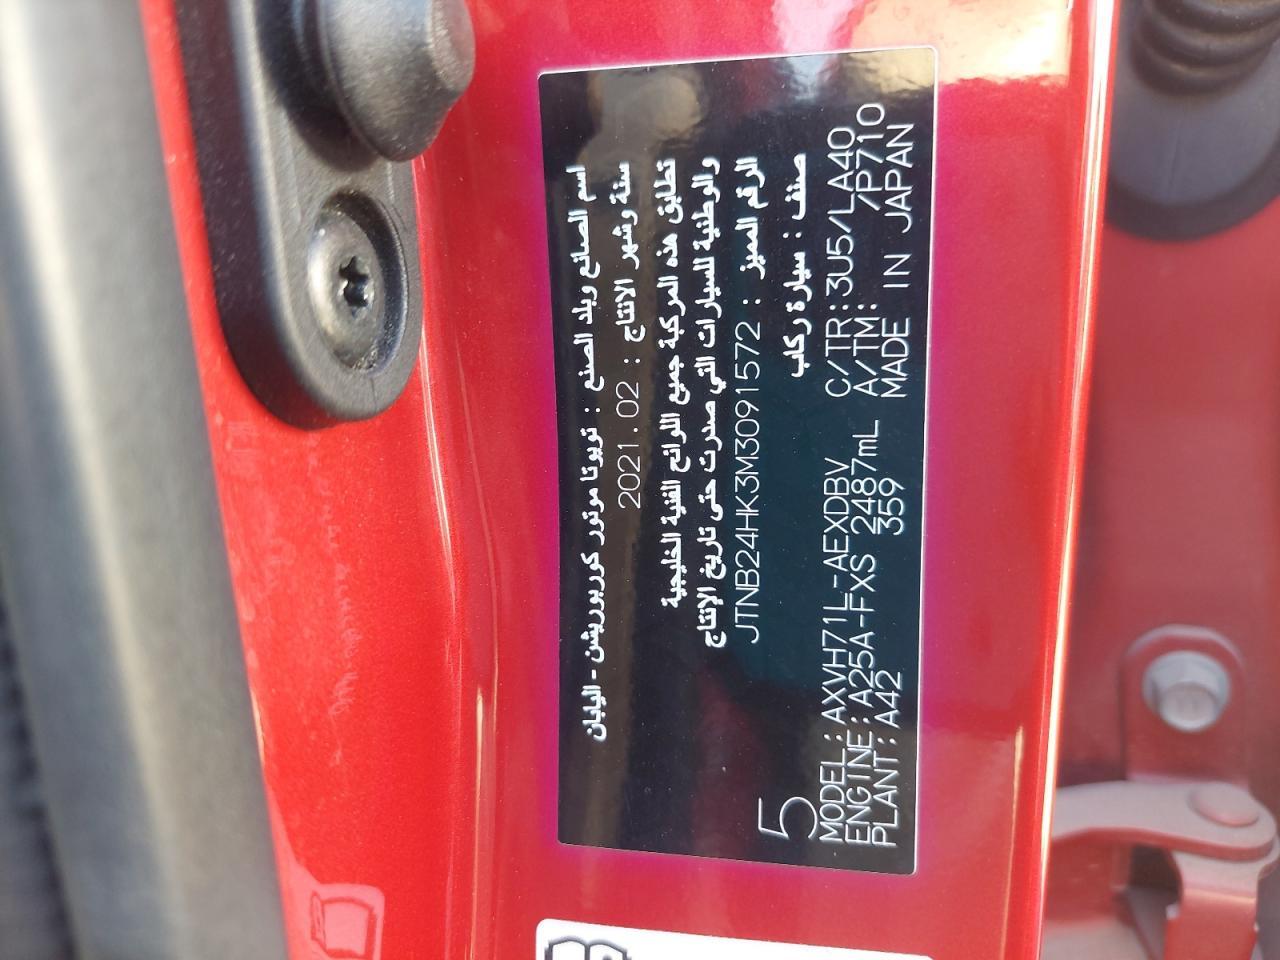 اسم الصانع وبلد الصنع : تويوتا موتور كوربوريشن - اليابان
سنة وشهر الانتاج : 2021.02
تطابق هذه المركبة جميع اللوائح الفنية الخليجية
والوطنية للسيارات التي صدرت حتى تاريخ الإنتاج
الرقم المميز : JTNB24HK3M3091572
صنف : سيارة ركاب
5
MODEL:AXVH71L-AEXDBV C/TR:3U5/LA40
ENGINE:A25A-FXS 2487mL A/TM: /P710
PLANT:A42 359 MADE IN JAPAN